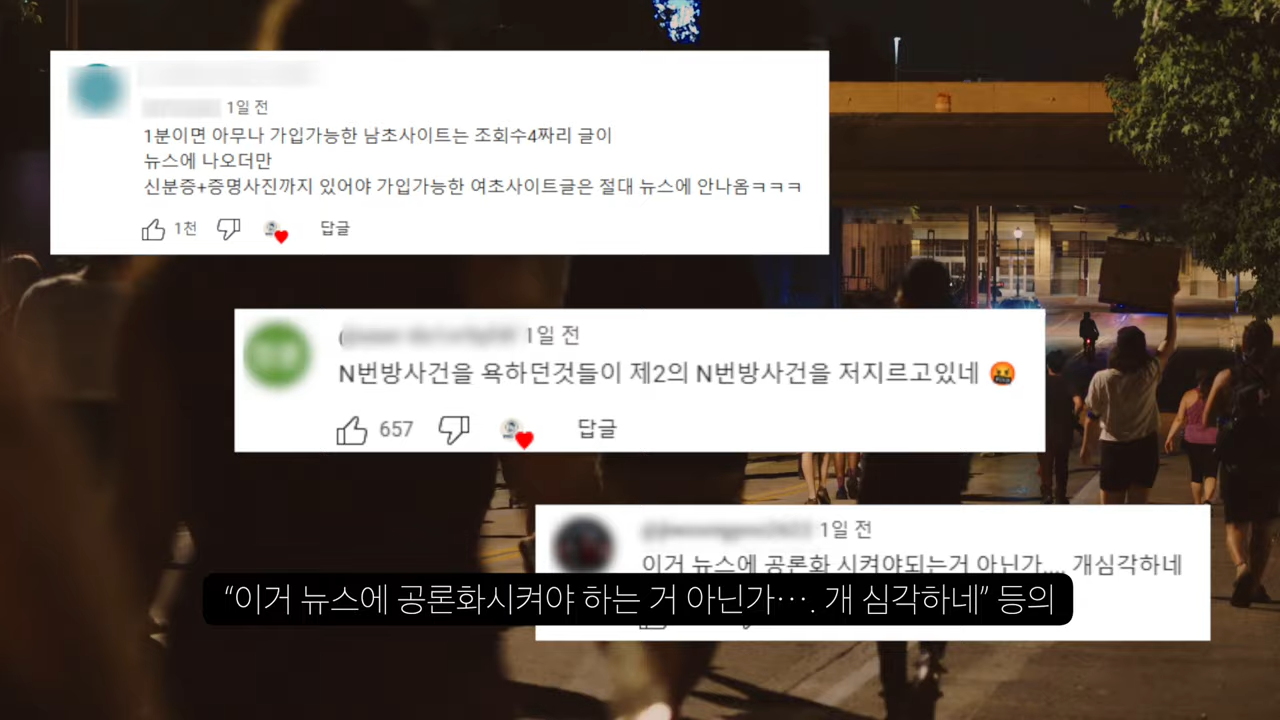 1일 전
1분이면 아무나 가입가능한 남초사이트는 조회수4짜리 글이
뉴스에 나오더만
신분증+증명사진까지 있어야 가입가능한 여초사이트글은 절대 뉴스에 안나옴ㅋㅋㅋ
1천 답글
1일 전
N번방사건을 욕하던것들이 제2의 N번방사건을 저지르고있네 🤬
657 답글
1일 전
이거 뉴스에 공론화 시켜야되는거 아닌가.... 개심각하네
“이거 뉴스에 공론화시켜야 하는 거 아닌가…. 개 심각하네” 등의